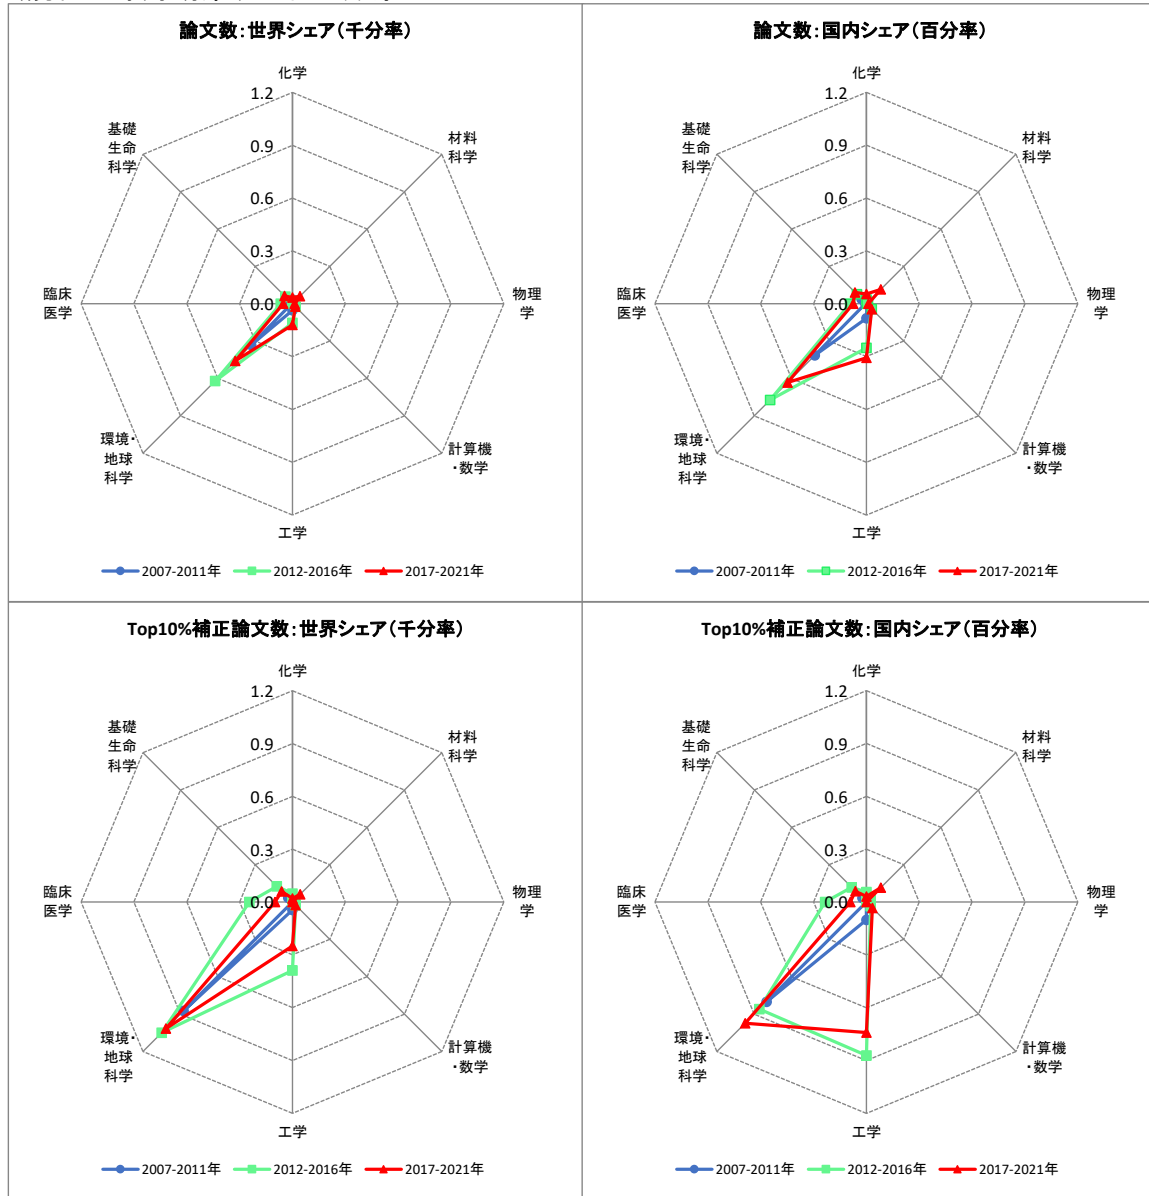 論文数：世界シェア（千分率）
化学
1.2
0.9
0.6
0.3
0.0
基礎
生命
科学
材料
科学
臨床
医学
物理
学
環境・
地球
科学
計算機
・数学
工学
2007-2011年 2012-2016年 2017-2021年
論文数：国内シェア（百分率）
化学
1.2
0.9
0.6
0.3
0.0
基礎
生命
科学
材料
科学
臨床
医学
物理
学
環境・
地球
科学
計算機
・数学
工学
2007-2011年 2012-2016年 2017-2021年
Top10%補正論文数：世界シェア（千分率）
化学
1.2
0.9
0.6
0.3
0.0
基礎
生命
科学
材料
科学
臨床
医学
物理
学
環境・
地球
科学
計算機
・数学
工学
2007-2011年 2012-2016年 2017-2021年
Top10%補正論文数：国内シェア（百分率）
化学
1.2
0.9
0.6
0.3
0.0
基礎
生命
科学
材料
科学
臨床
医学
物理
学
環境・
地球
科学
計算機
・数学
工学
2007-2011年 2012-2016年 2017-2021年